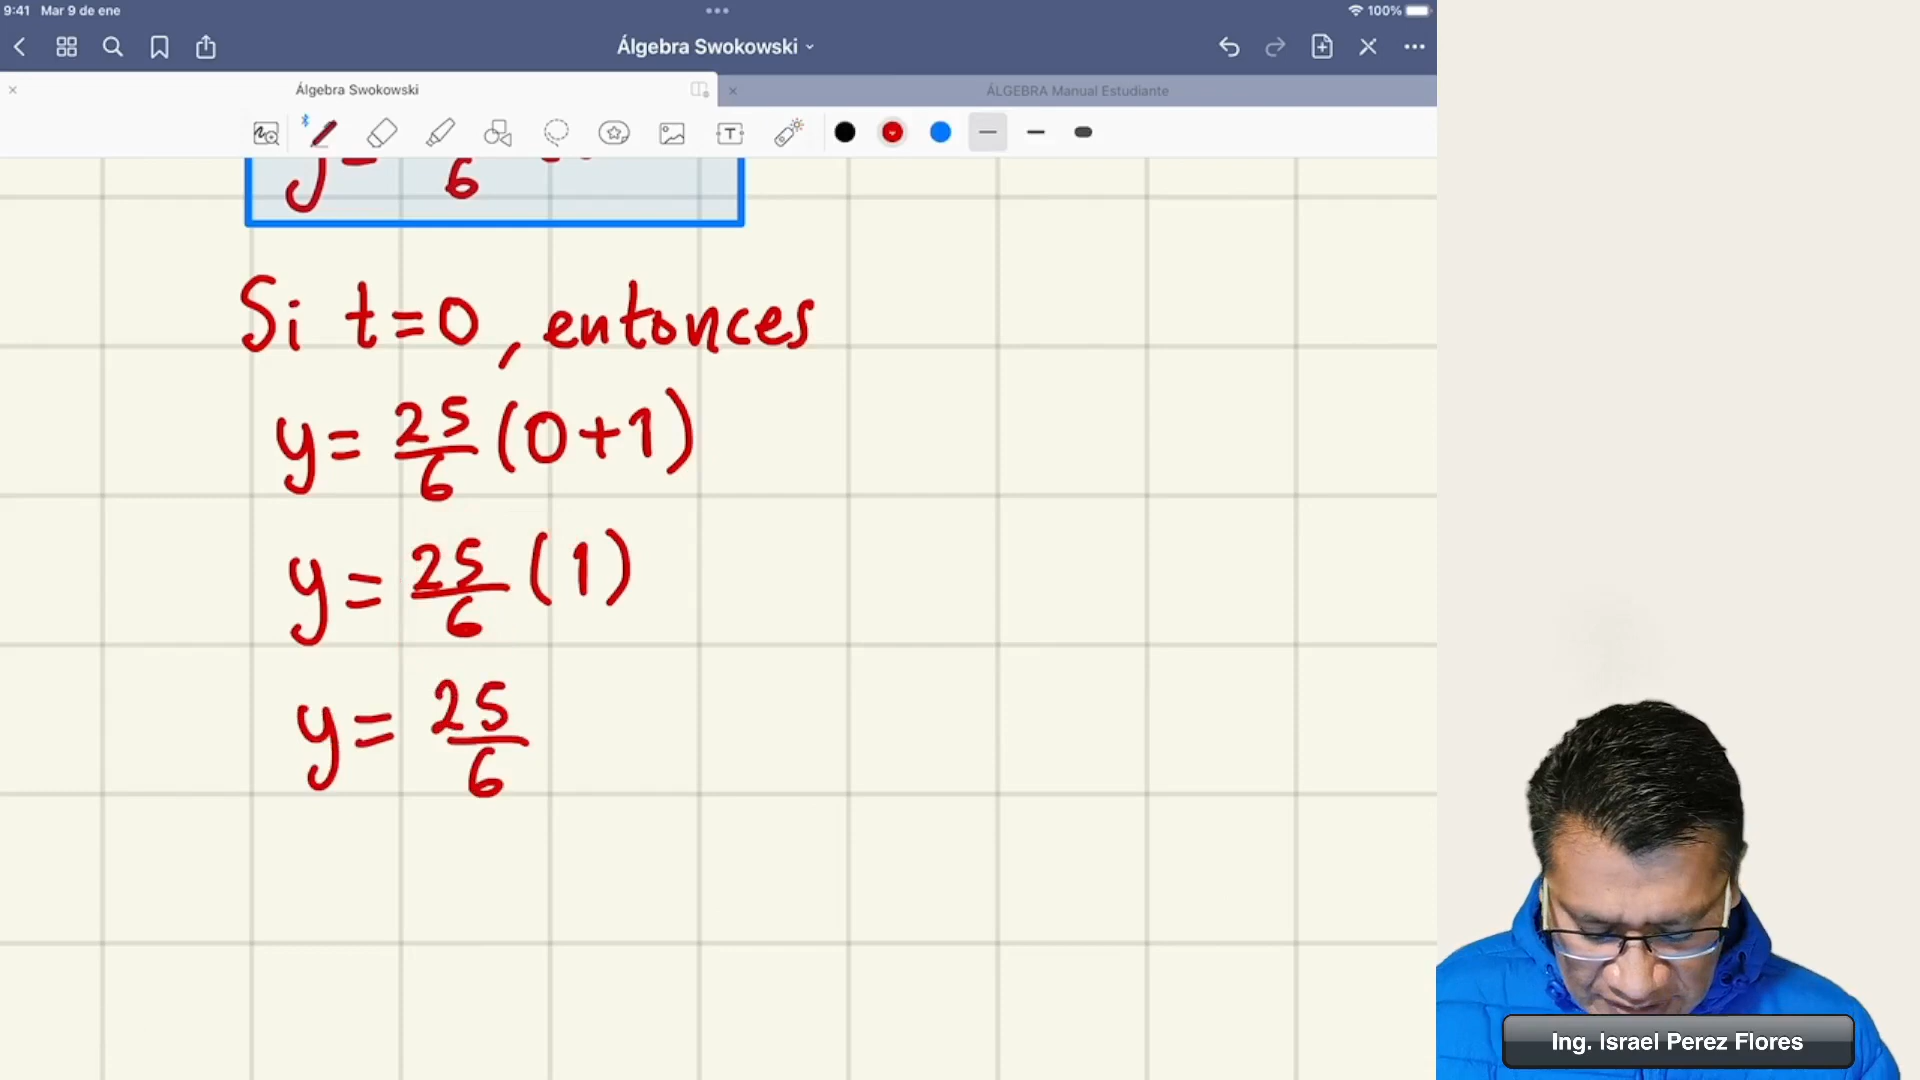 9:41 Mar 9 de ene
100%
Álgebra Swokowski
Álgebra Swokowski
ÁLGEBRA Manual Estudiante
T
y =
6
Si t=0, entonces
y = 25/6 (0+1)
y = 25/6 (1)
y = 25/6
Ing. Israel Perez Flores